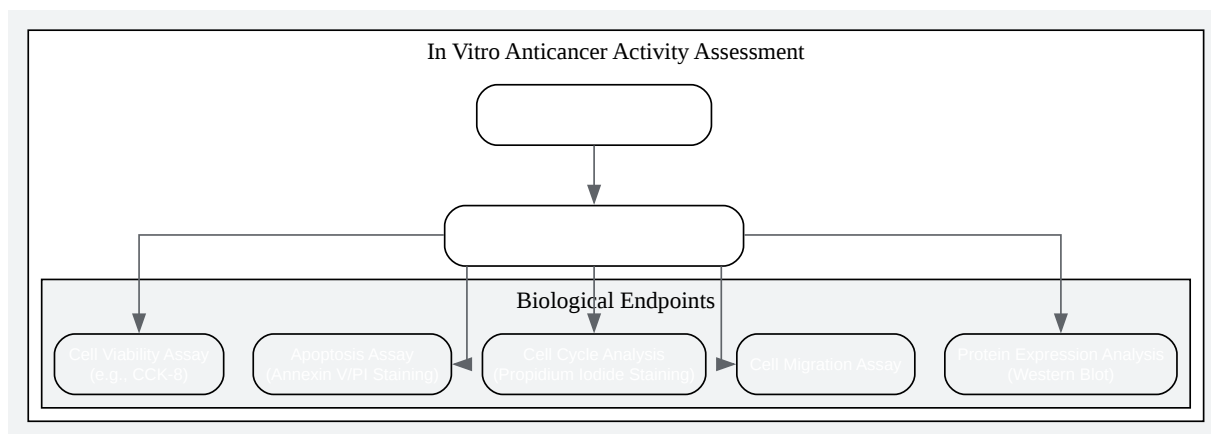 In Vitro Anticancer Activity Assessment
Biological Endpoints
Cell Viability Assay
(e.g., CCK-8)
Apoptosis Assay
(Annexin V/PI Staining)
Cell Cycle Analysis
(Propidium Iodide Staining)
Cell Migration Assay
Protein Expression Analysis
(Western Blot)